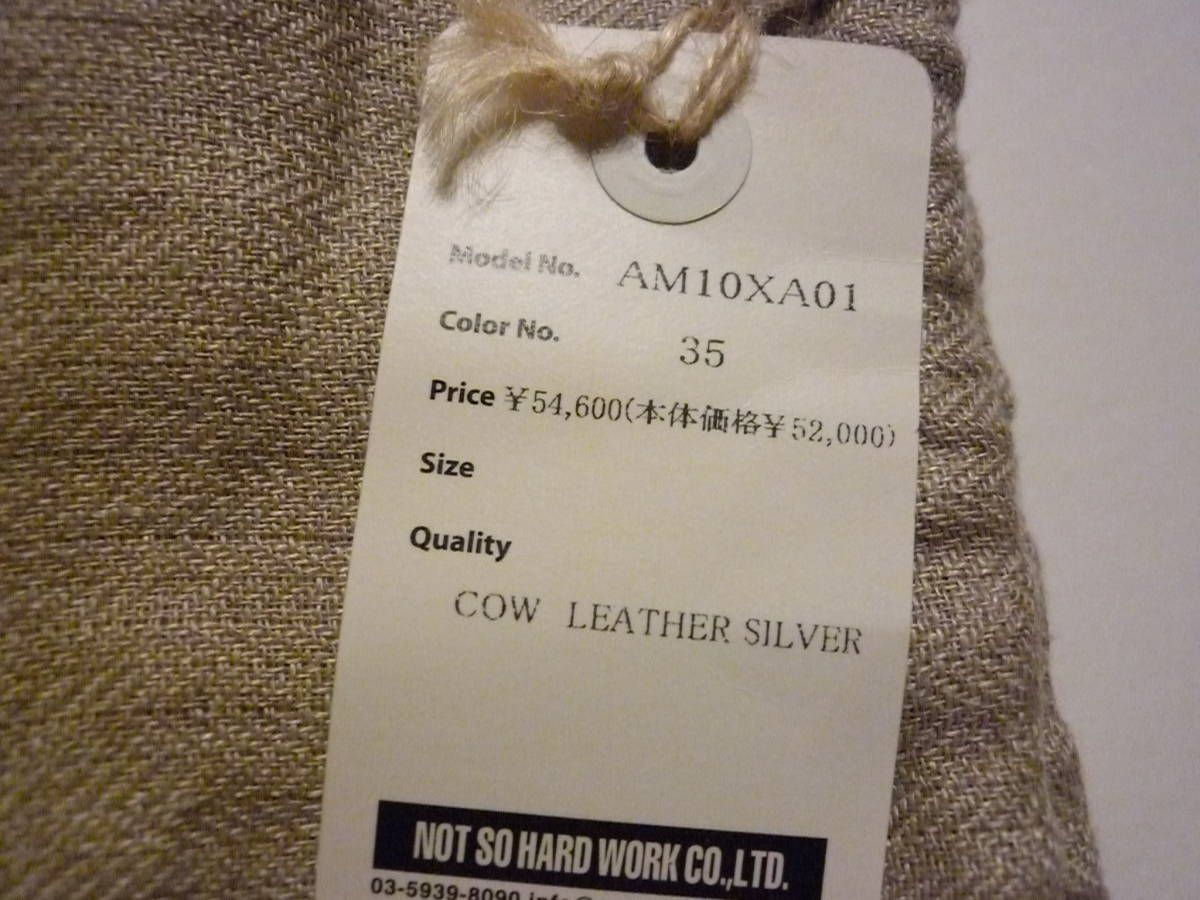 Model No. AM10XA01
Color No. 35
Price ¥54,600(本体価格¥52,000)
Size
Quality
COW LEATHER SILVER
NOT SO HARD WORK CO.,LTD.
03-5939-8090